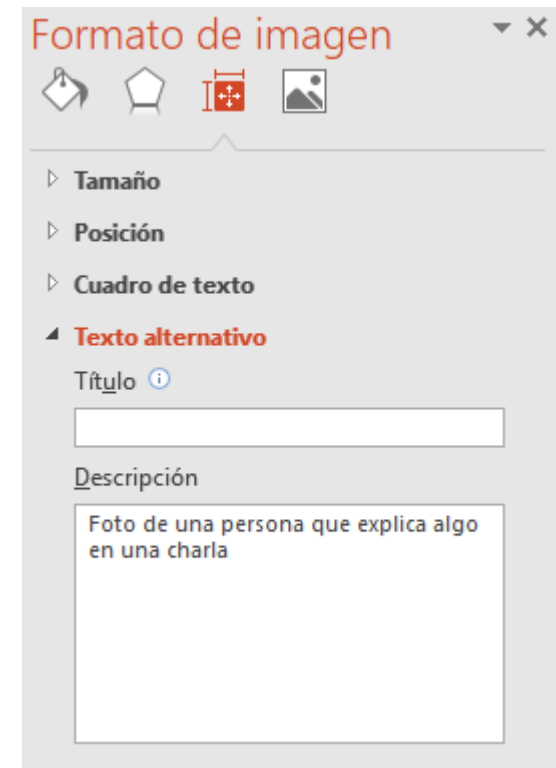 Formato de imagen
Tamaño
Posición
Cuadro de texto
Texto alternativo
Título
Descripción
Foto de una persona que explica algo
en una charla